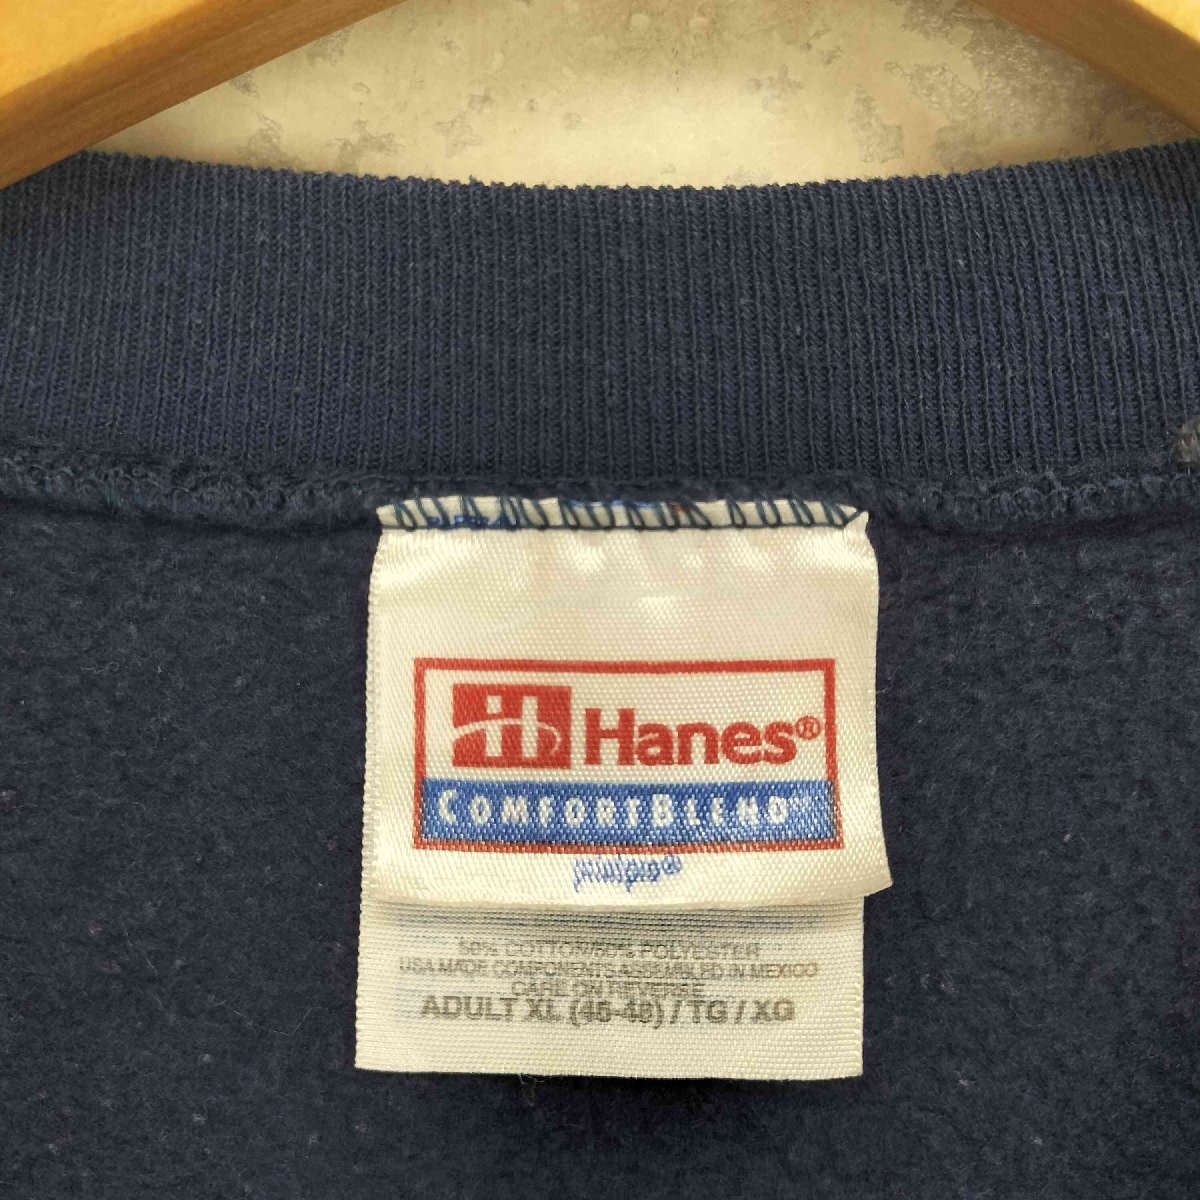 Hanes®
COMFORTBLEND
printpro®
50% COTTON/50% POLYESTER
USA MADE COMPONENTS ASSEMBLED IN MEXICO
CARE ON REVERSE
ADULT XL (46-48) / TG / XG